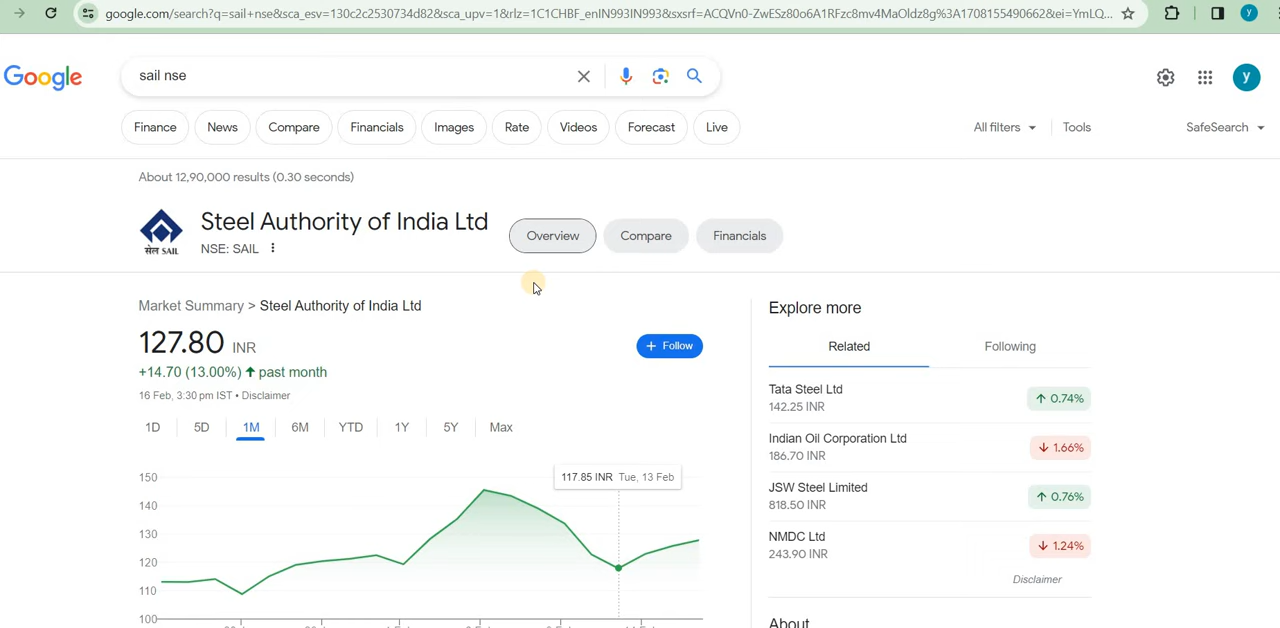 google.com/search?q=sail+nse&sca_esv=130c2c2530734d82&sca_upv=1&rlz=1C1CHBF_enIN993IN993&sxsrf=ACQVn0-ZwESz80o6A1RFzc8mv4MaOldz8g%3A1708155490662&ei=YmLQ...
y
Google
sail nse
y
Finance
News
Compare
Financials
Images
Rate
Videos
Forecast
Live
All filters
Tools
SafeSearch
About 12,90,000 results (0.30 seconds)
सेल SAIL
Steel Authority of India Ltd
NSE: SAIL
Overview
Compare
Financials
Market Summary > Steel Authority of India Ltd
127.80 INR
+ Follow
+14.70 (13.00%) ↑ past month
16 Feb, 3:30 pm IST • Disclaimer
1D
5D
1M
6M
YTD
1Y
5Y
Max
117.85 INR Tue, 13 Feb
150
140
130
120
110
100
Explore more
Related
Following
Tata Steel Ltd
142.25 INR
↑ 0.74%
Indian Oil Corporation Ltd
186.70 INR
↓ 1.66%
JSW Steel Limited
818.50 INR
↑ 0.76%
NMDC Ltd
243.90 INR
↓ 1.24%
Disclaimer
About